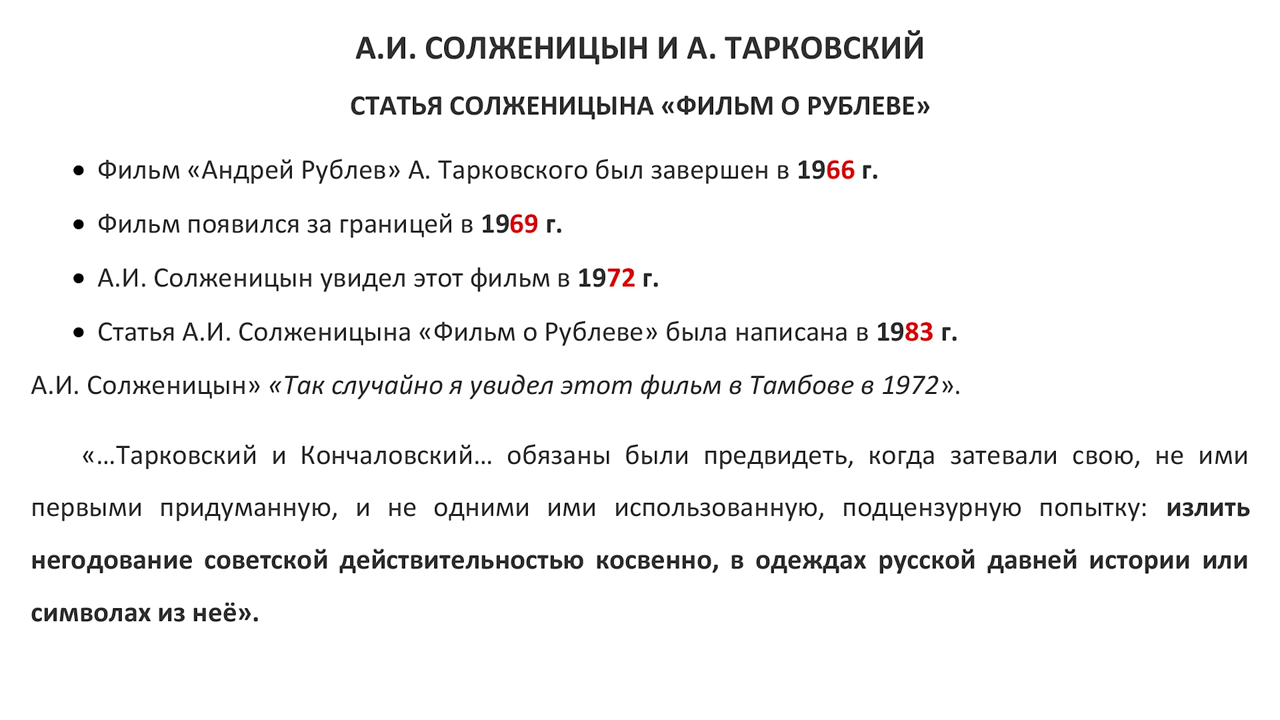 А.И. СОЛЖЕНИЦЫН И А. ТАРКОВСКИЙ
СТАТЬЯ СОЛЖЕНИЦЫНА «ФИЛЬМ О РУБЛЕВЕ»
• Фильм «Андрей Рублев» А. Тарковского был завершен в 1966 г.
• Фильм появился за границей в 1969 г.
• А.И. Солженицын увидел этот фильм в 1972 г.
• Статья А.И. Солженицына «Фильм о Рублеве» была написана в 1983 г.
А.И. Солженицын» «Так случайно я увидел этот фильм в Тамбове в 1972».
«…Тарковский и Кончаловский… обязаны были предвидеть, когда затевали свою, не ими
первыми придуманную, и не одними ими использованную, подцензурную попытку: излить
негодование советской действительностью косвенно, в одеждах русской давней истории или
символах из неё».